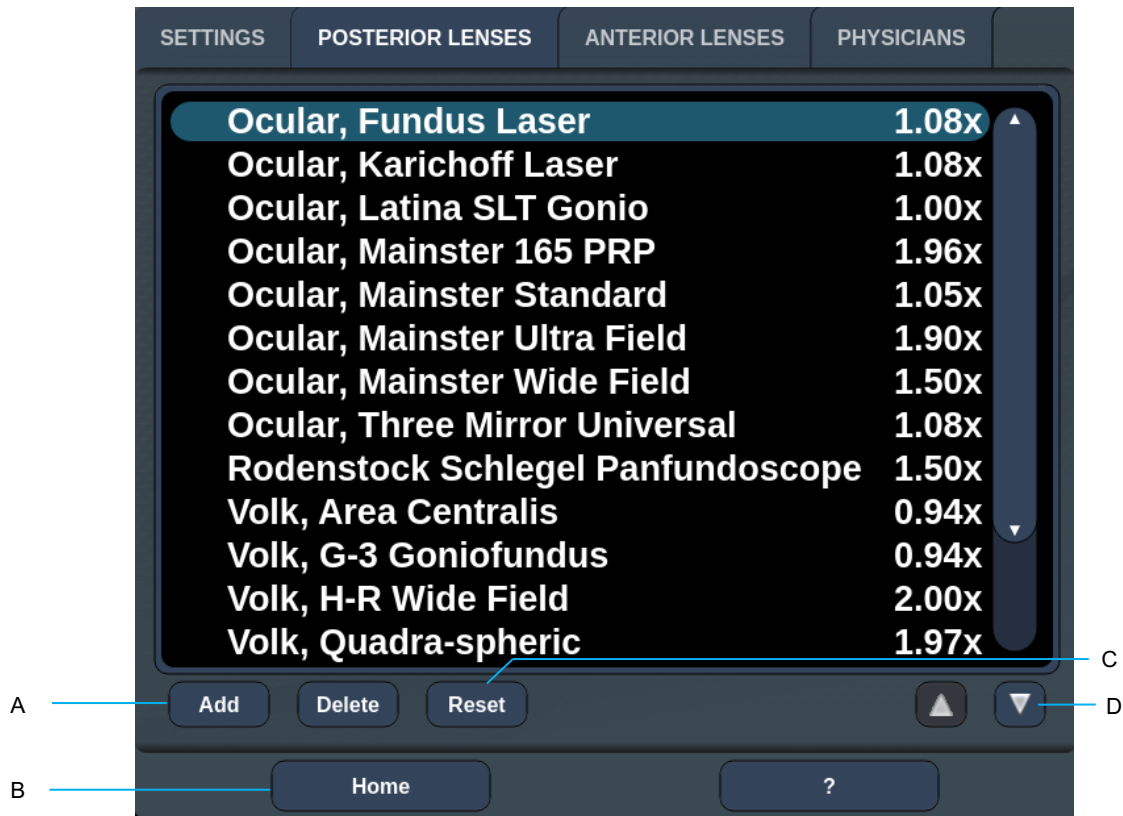 SETTINGS POSTERIOR LENSES ANTERIOR LENSES PHYSICIANS
Ocular, Fundus Laser 1.08x
Ocular, Karichoff Laser 1.08x
Ocular, Latina SLT Gonio 1.00x
Ocular, Mainster 165 PRP 1.96x
Ocular, Mainster Standard 1.05x
Ocular, Mainster Ultra Field 1.90x
Ocular, Mainster Wide Field 1.50x
Ocular, Three Mirror Universal 1.08x
Rodenstock Schlegel Panfundoscope 1.50x
Volk, Area Centralis 0.94x
Volk, G-3 Goniofundus 0.94x
Volk, H-R Wide Field 2.00x
Volk, Quadra-spheric 1.97x
C
A Add Delete Reset D
B Home ?